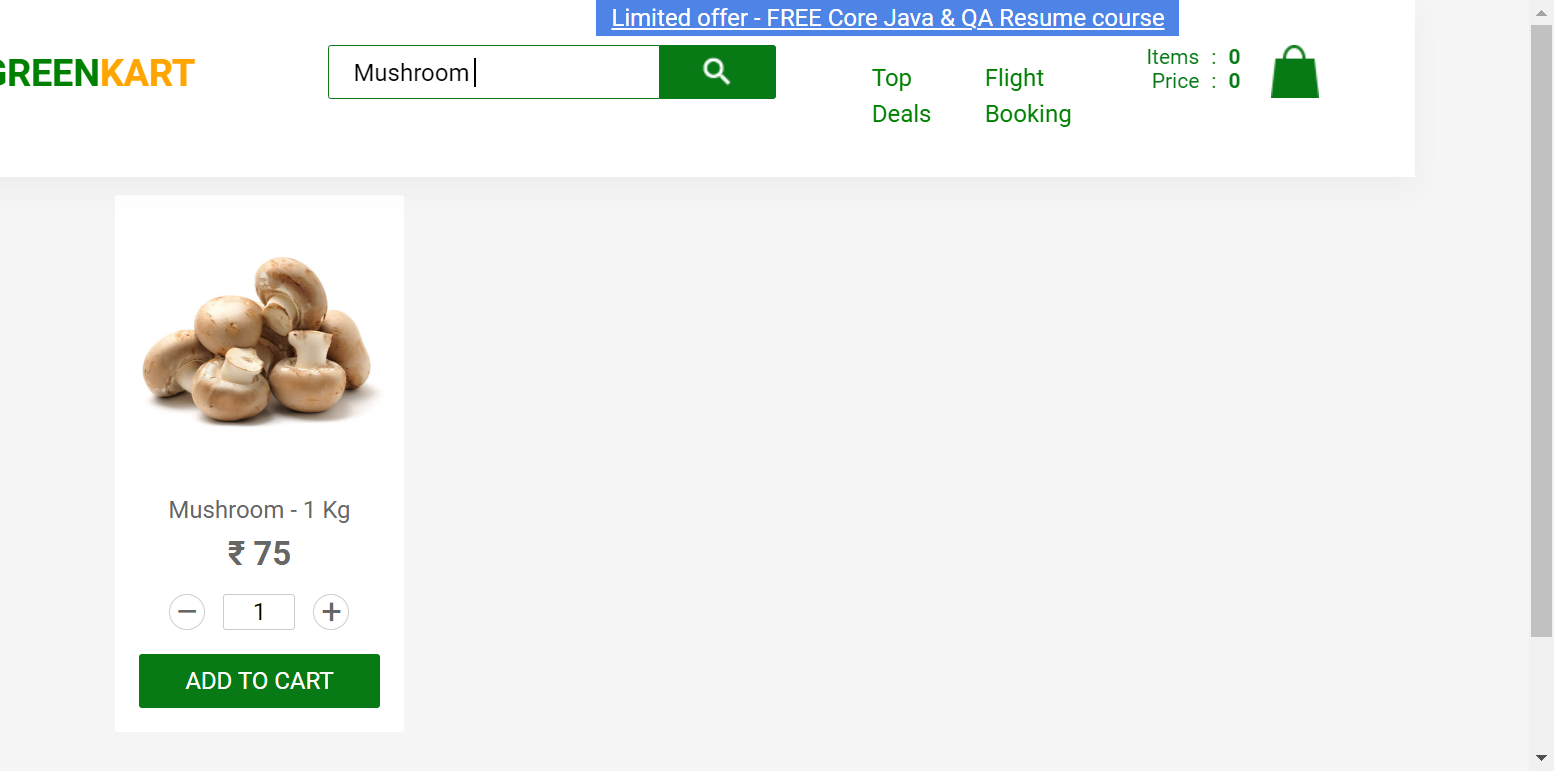 Limited offer - FREE Core Java & QA Resume course
GREENKART
Mushroom
Top Deals
Flight Booking
Items : 0
Price : 0
Mushroom - 1 Kg
₹ 75
− 1 +
ADD TO CART